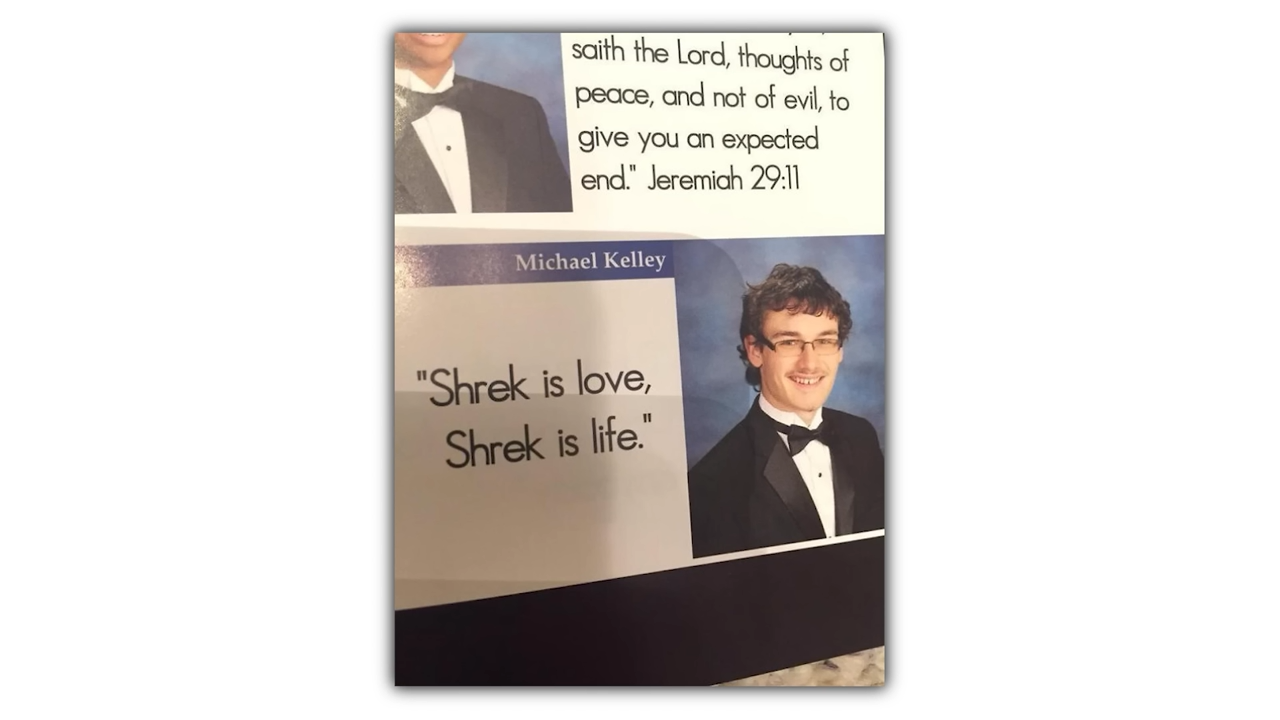 saith the Lord, thoughts of
peace, and not of evil, to
give you an expected
end." Jeremiah 29:11
Michael Kelley
"Shrek is love,
Shrek is life."